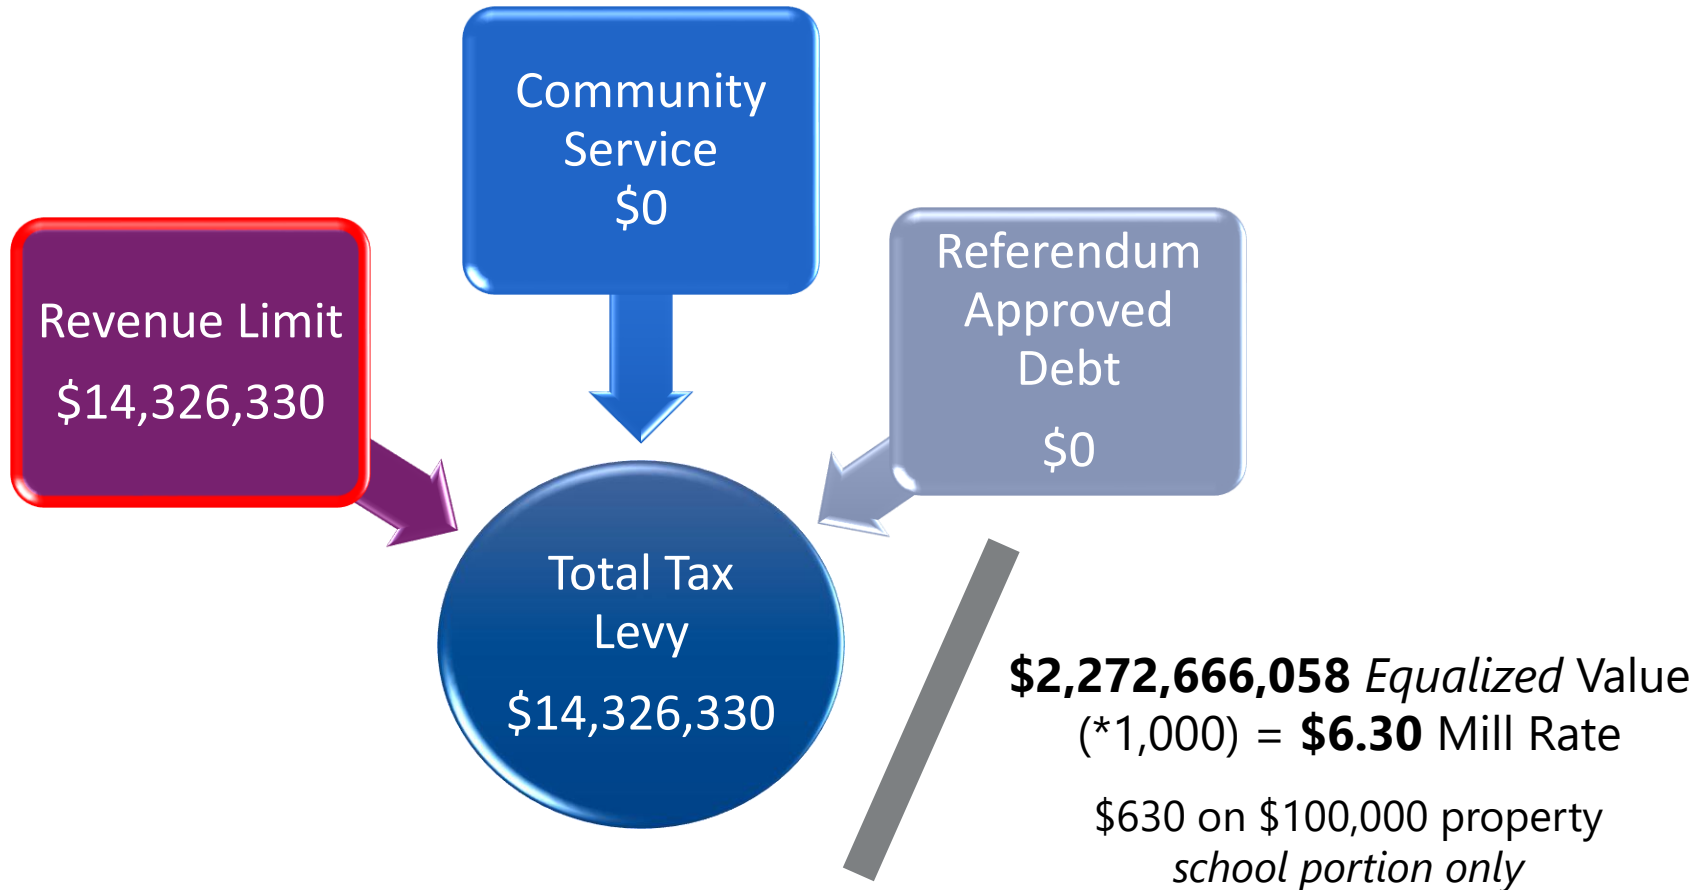 Community
Service
$0
Revenue Limit
$14,326,330
Referendum
Approved
Debt
$0
Total Tax
Levy
$14,326,330
$2,272,666,058 Equalized Value
(*1,000) = $6.30 Mill Rate
$630 on $100,000 property
school portion only